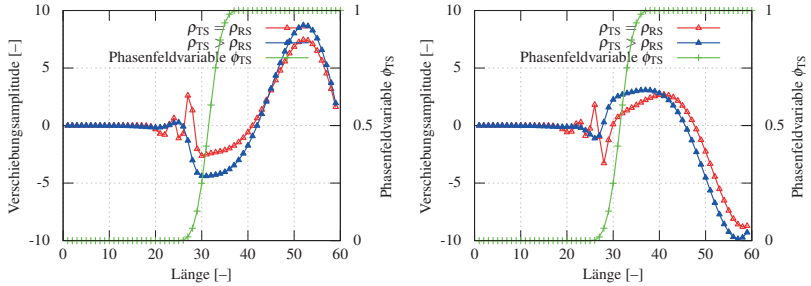 10
5
0
-5
-10
0 10 20 30 40 50 60
0
0.5
1
Verschiebungsamplitude [–]
Länge [–]
Phasenfeldvariable ϕTS
ρTS = ρRS
ρTS > ρRS
Phasenfeldvariable ϕTS
10
5
0
-5
-10
0 10 20 30 40 50 60
0
0.5
1
Verschiebungsamplitude [–]
Länge [–]
Phasenfeldvariable ϕTS
ρTS = ρRS
ρTS > ρRS
Phasenfeldvariable ϕTS